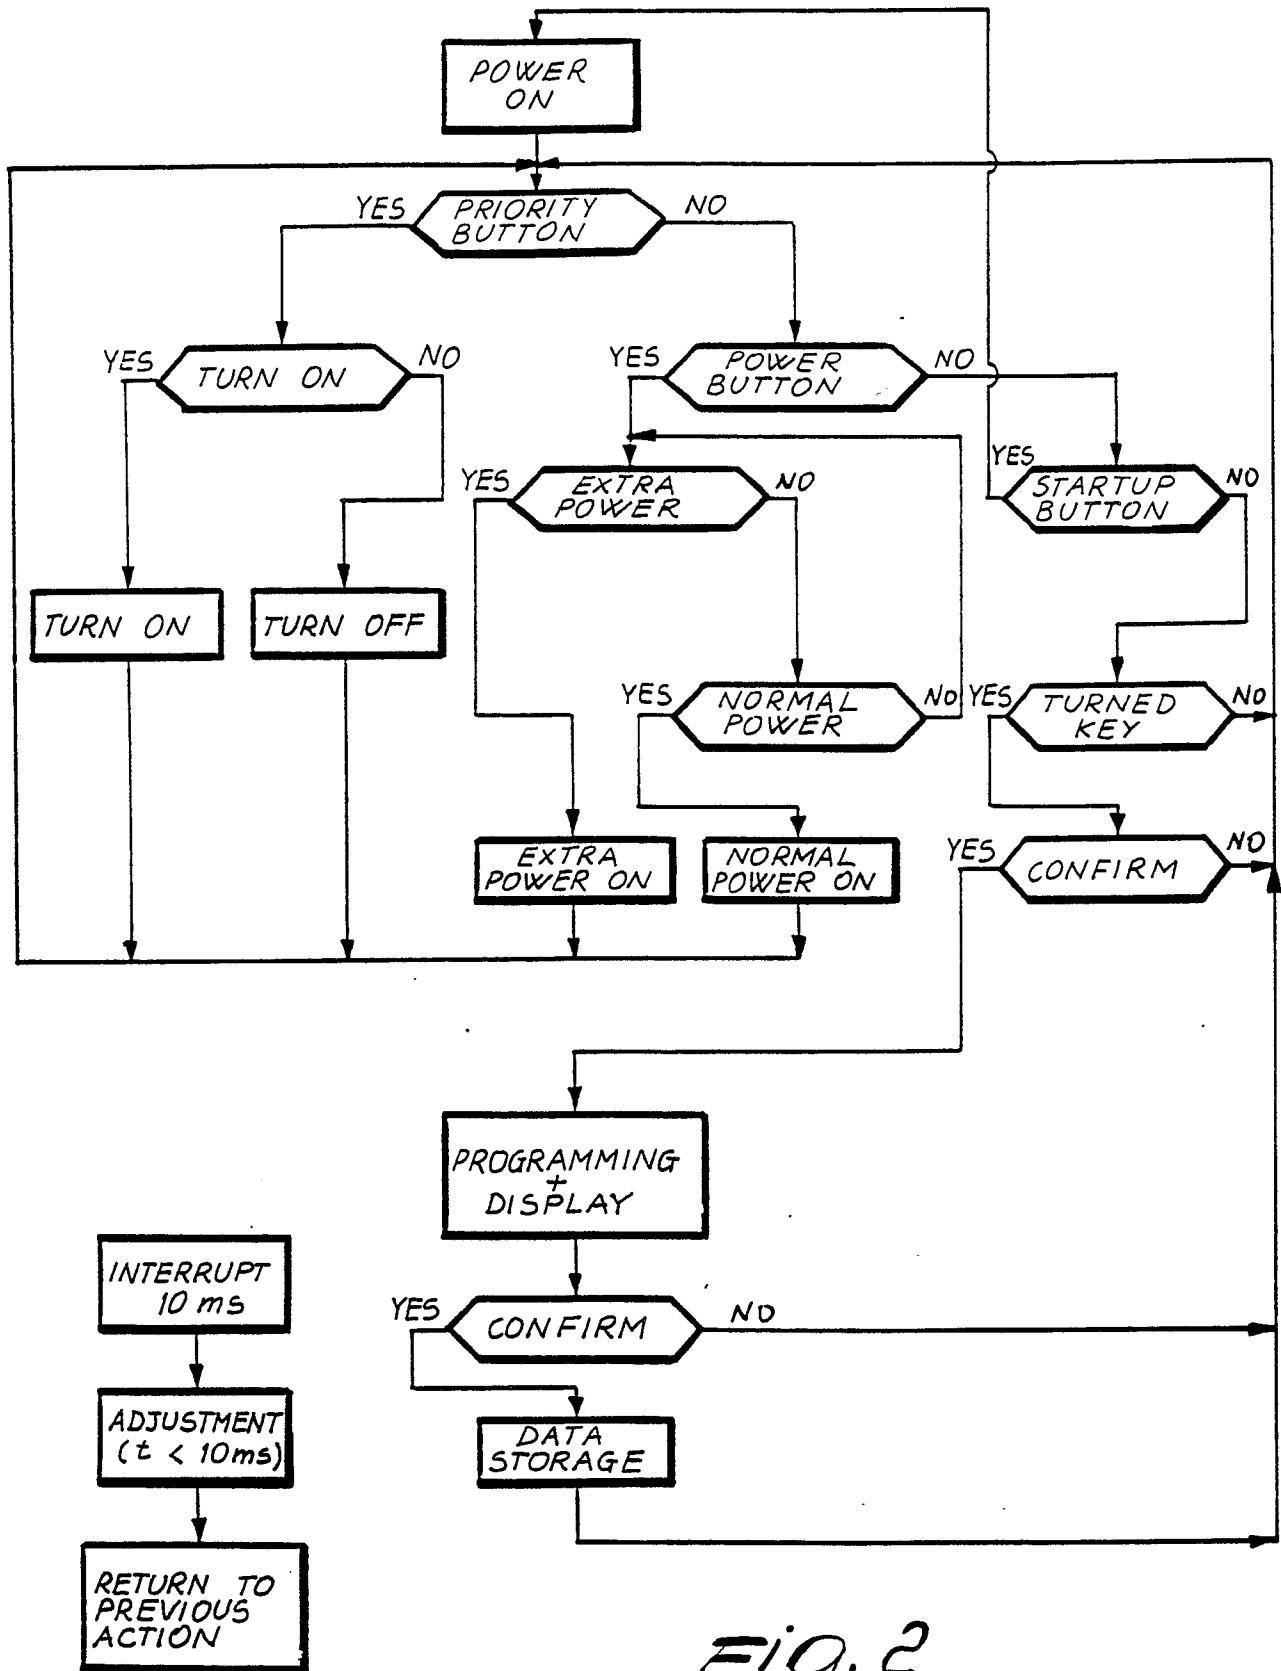 POWER
ON
YES
PRIORITY
BUTTON
NO
YES
TURN ON
NO
YES
POWER
BUTTON
NO
YES
EXTRA
POWER
NO
YES
STARTUP
BUTTON
NO
TURN ON
TURN OFF
YES
NORMAL
POWER
NO
YES
TURNED
KEY
NO
EXTRA
POWER ON
NORMAL
POWER ON
YES
CONFIRM
NO
PROGRAMMING
+
DISPLAY
INTERRUPT
10 ms
YES
CONFIRM
NO
ADJUSTMENT
(t < 10ms)
DATA
STORAGE
RETURN TO
PREVIOUS
ACTION
FIG. 2